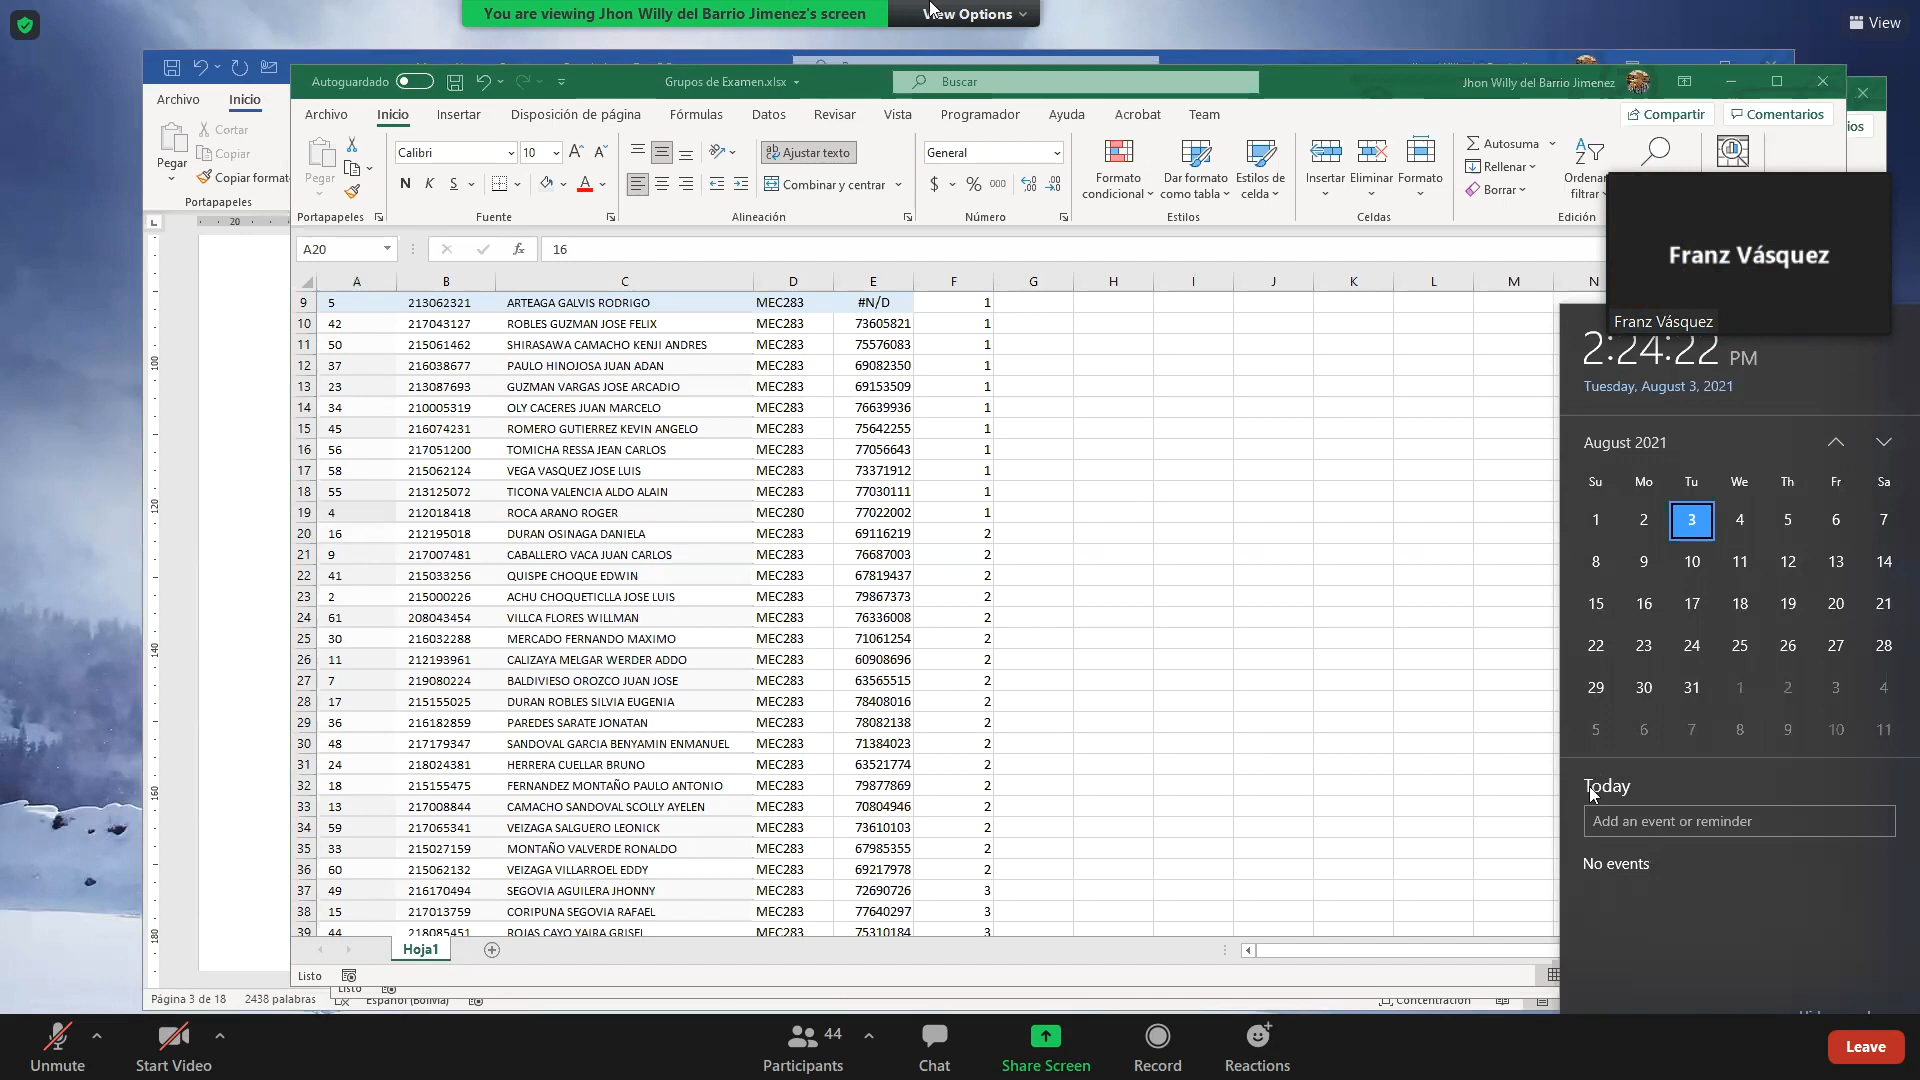 You are viewing Jhon Willy del Barrio Jimenez's screen
View Options
View
Archivo
Inicio
Cortar
Copiar
Pegar
Copiar format
Portapapeles
20
Autoguardado
Grupos de Examen.xlsx
Buscar
Jhon Willy del Barrio Jimenez
Archivo Inicio Insertar Disposición de página Fórmulas Datos Revisar Vista Programador Ayuda Acrobat Team
Compartir
Comentarios
ios
Pegar
Calibri
10
N K S
Ajustar texto
Combinar y centrar
General
$ % 000
Formato condicional
Dar formato como tabla
Estilos de celda
Insertar
Eliminar
Formato
Autosuma
Rellenar
Borrar
Ordenar
filtrar
Portapapeles
Fuente
Alineación
Número
Estilos
Celdas
Edición
A20
fx
16
A B C D E F G H I J K L M N
9 5 213062321 ARTEAGA GALVIS RODRIGO MEC283 #N/D 1
10 42 217043127 ROBLES GUZMAN JOSE FELIX MEC283 73605821 1
11 50 215061462 SHIRASAWA CAMACHO KENJI ANDRES MEC283 75576083 1
12 37 216038677 PAULO HINOJOSA JUAN ADAN MEC283 69082350 1
13 23 213087693 GUZMAN VARGAS JOSE ARCADIO MEC283 69153509 1
14 34 210005319 OLY CACERES JUAN MARCELO MEC283 76639936 1
15 45 216074231 ROMERO GUTIERREZ KEVIN ANGELO MEC283 75642255 1
16 56 217051200 TOMICHA RESSA JEAN CARLOS MEC283 77056643 1
17 58 215062124 VEGA VASQUEZ JOSE LUIS MEC283 73371912 1
18 55 213125072 TICONA VALENCIA ALDO ALAIN MEC283 77030111 1
19 4 212018418 ROCA ARANO ROGER MEC280 77022002 1
20 16 212195018 DURAN OSINAGA DANIELA MEC283 69116219 2
21 9 217007481 CABALLERO VACA JUAN CARLOS MEC283 76687003 2
22 41 215033256 QUISPE CHOQUE EDWIN MEC283 67819437 2
23 2 215000226 ACHU CHOQUETICLLA JOSE LUIS MEC283 79867373 2
24 61 208043454 VILLCA FLORES WILLMAN MEC283 76336008 2
25 30 216032288 MERCADO FERNANDO MAXIMO MEC283 71061254 2
26 11 212193961 CALIZAYA MELGAR WERDER ADDO MEC283 60908696 2
27 7 219080224 BALDIVIESO OROZCO JUAN JOSE MEC283 63565515 2
28 17 215155025 DURAN ROBLES SILVIA EUGENIA MEC283 78408016 2
29 36 216182859 PAREDES SARATE JONATAN MEC283 78082138 2
30 48 217179347 SANDOVAL GARCIA BENYAMIN ENMANUEL MEC283 71384023 2
31 24 218024381 HERRERA CUELLAR BRUNO MEC283 63521774 2
32 18 215155475 FERNANDEZ MONTAÑO PAULO ANTONIO MEC283 79877869 2
33 13 217008844 CAMACHO SANDOVAL SCOLLY AYELEN MEC283 70804946 2
34 59 217065341 VEIZAGA SALGUERO LEONICK MEC283 73610103 2
35 33 215027159 MONTAÑO VALVERDE RONALDO MEC283 67985355 2
36 60 215062132 VEIZAGA VILLARROEL EDDY MEC283 69217978 2
37 49 216170494 SEGOVIA AGUILERA JHONNY MEC283 72690726 3
38 15 217013759 CORIPUNA SEGOVIA RAFAEL MEC283 77640297 3
39 44 218085451 ROJAS CAYO YAIRA GRISEL MEC283 75310184 3
100
120
140
160
180
Hoja1
Listo
Listo
Página 3 de 18
2438 palabras
Español (Bolivia)
Concentración
Franz Vásquez
Franz Vásquez
2:24:22 PM
Tuesday, August 3, 2021
August 2021
Su Mo Tu We Th Fr Sa
1 2 3 4 5 6 7
8 9 10 11 12 13 14
15 16 17 18 19 20 21
22 23 24 25 26 27 28
29 30 31 1 2 3 4
5 6 7 8 9 10 11
Today
Add an event or reminder
No events
Unmute
Start Video
44
Participants
Chat
Share Screen
Record
Reactions
Leave